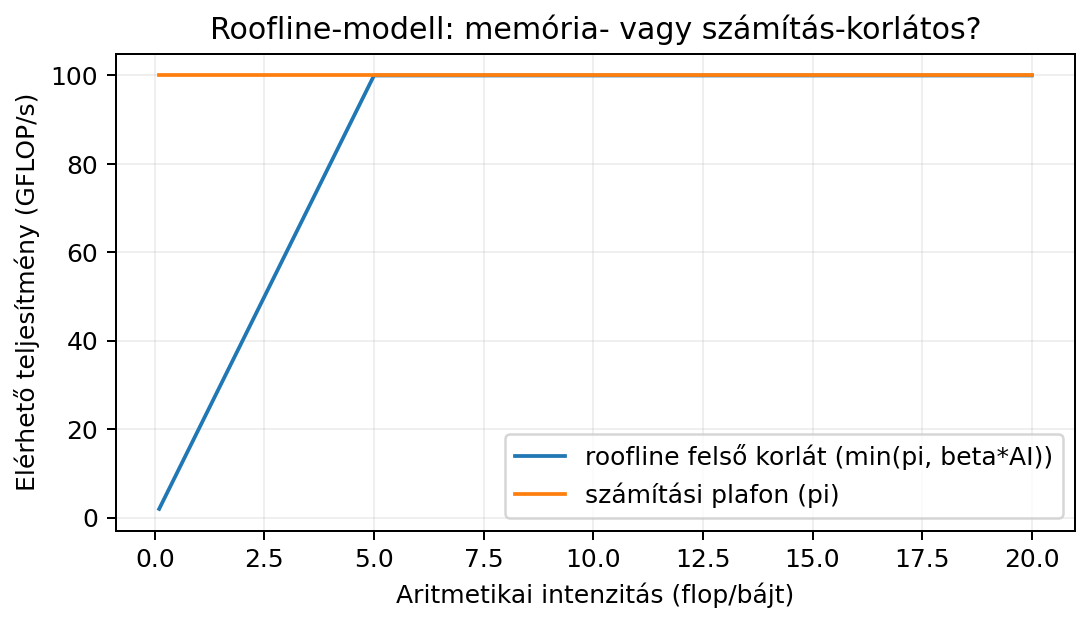 Roofline-modell: memória- vagy számítás-korlátos?
Elérhető teljesítmény (GFLOP/s)
100
80
60
40
20
0
roofline felső korlát (min(pi, beta*AI))
számítási plafon (pi)
0.0 2.5 5.0 7.5 10.0 12.5 15.0 17.5 20.0
Aritmetikai intenzitás (flop/bájt)